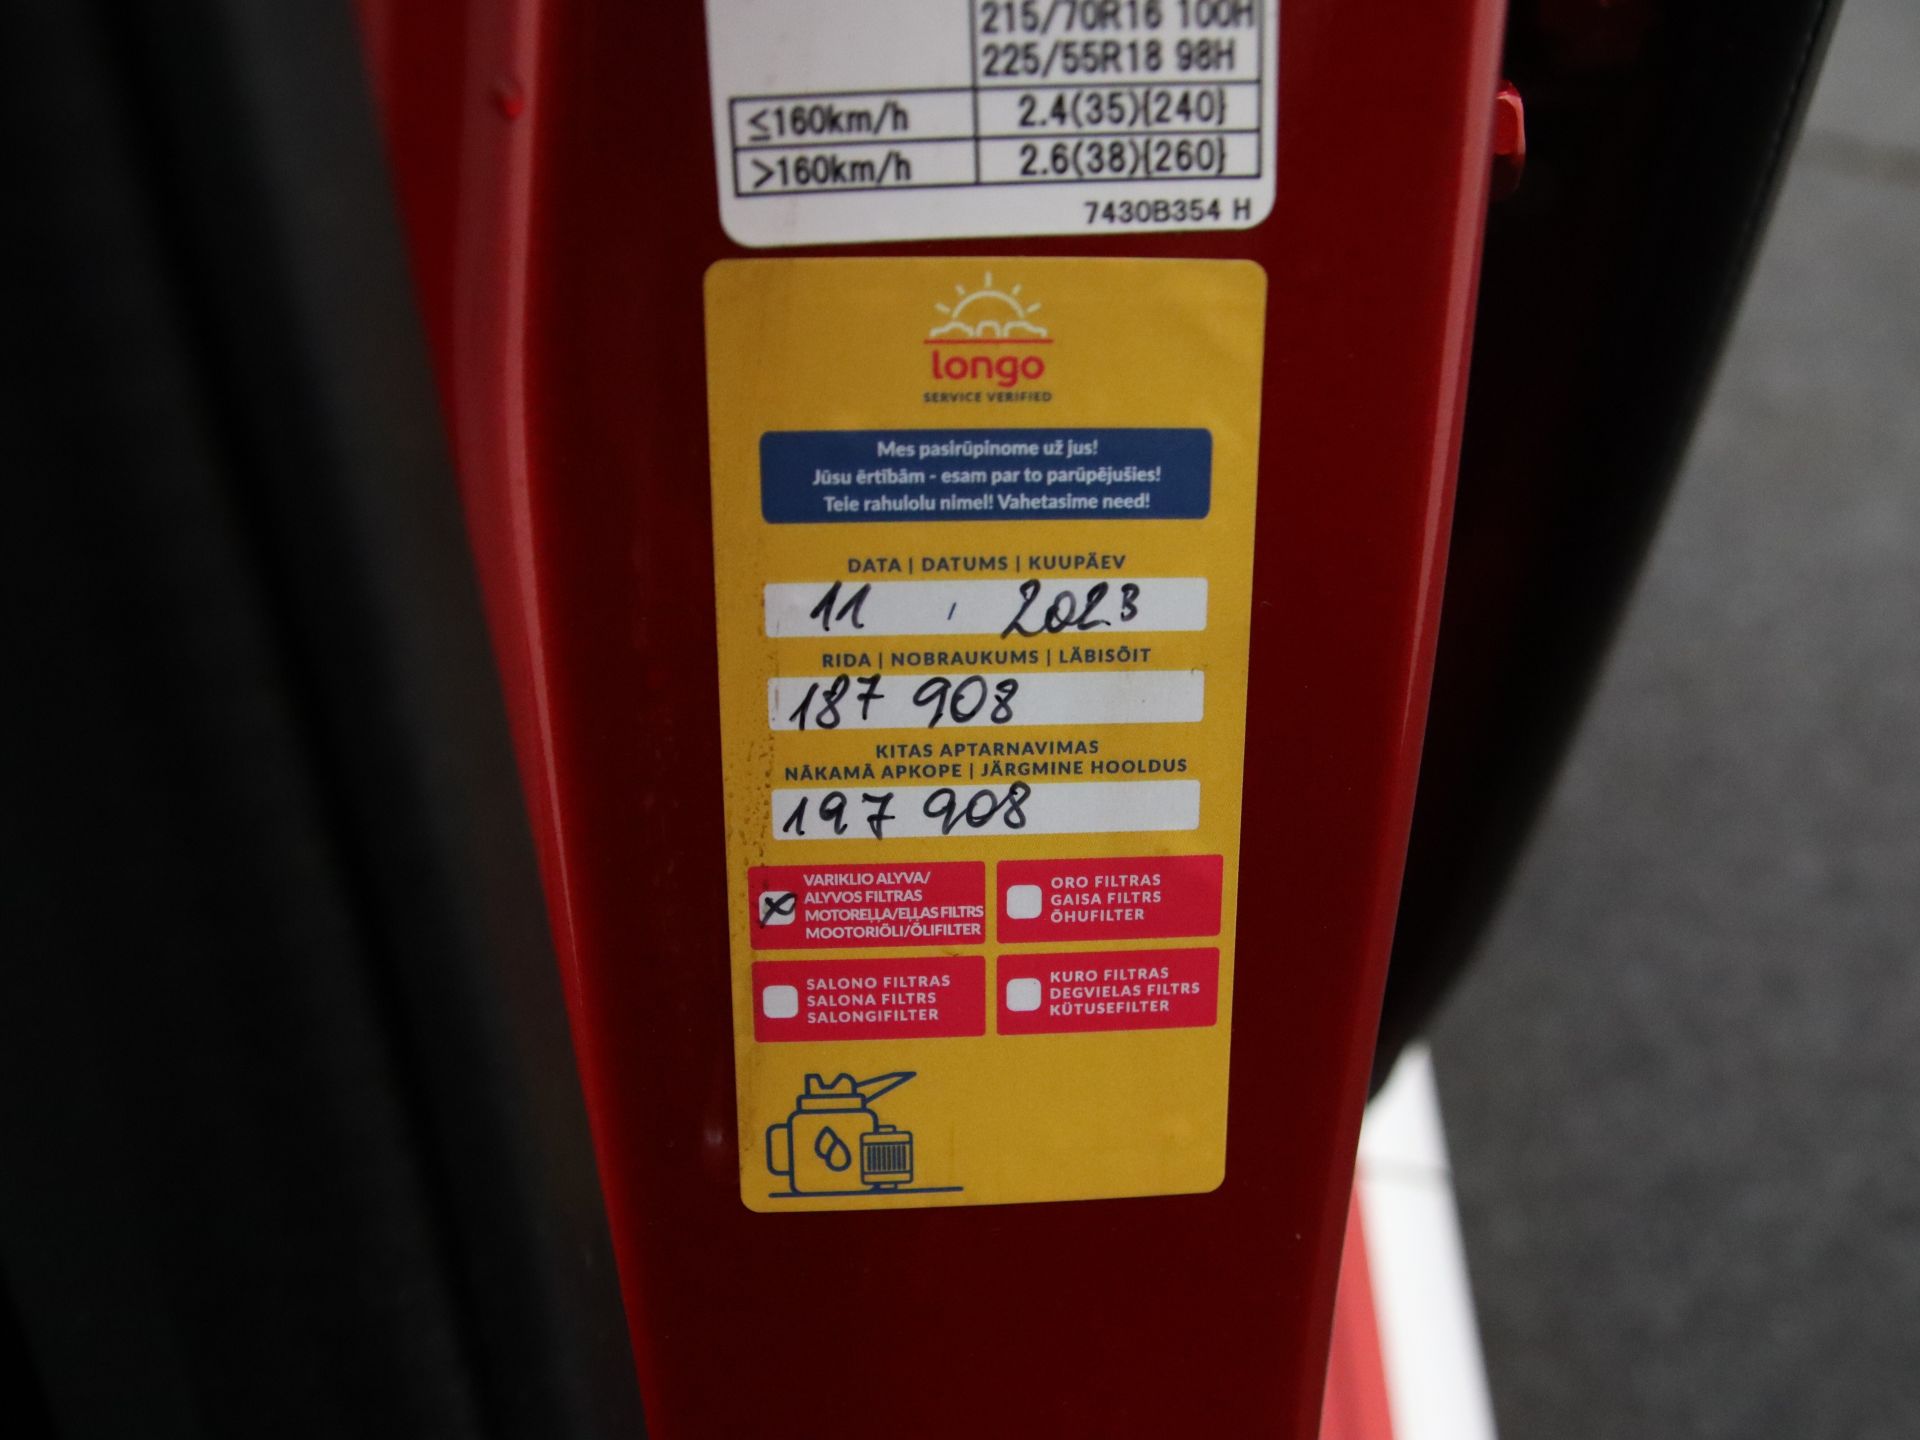 215/70R16 100H
225/55R18 98H
≤160km/h 2.4(35){240}
>160km/h 2.6(38){260}
7430B354 H
longo
SERVICE VERIFIED
Mes pasirūpinome už jus!
Jūsu ērtībām - esam par to parūpējušies!
Teie rahulolu nimel! Vahetasime need!
DATA | DATUMS | KUUPÄEV
11 , 2023
RIDA | NOBRAUKUMS | LÄBISÕIT
187 908
KITAS APTARNAVIMAS
NĀKAMĀ APKOPE | JÄRGMINE HOOLDUS
197 908
VARIKLIO ALYVA/
ALYVOS FILTRAS
MOTOREĻĻA/EĻĻAS FILTRS
MOOTORIÕLI/ÕLIFILTER
ORO FILTRAS
GAISA FILTRS
ÕHUFILTER
SALONO FILTRAS
SALONA FILTRS
SALONGIFILTER
KURO FILTRAS
DEGVIELAS FILTRS
KÜTUSEFILTER